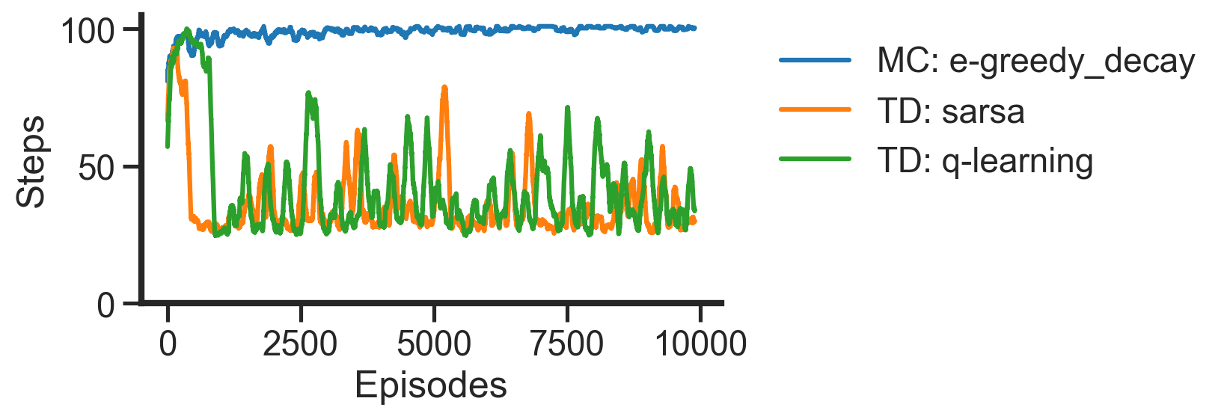 100
50
0
Steps
0 2500 5000 7500 10000
Episodes
MC: e-greedy_decay
TD: sarsa
TD: q-learning